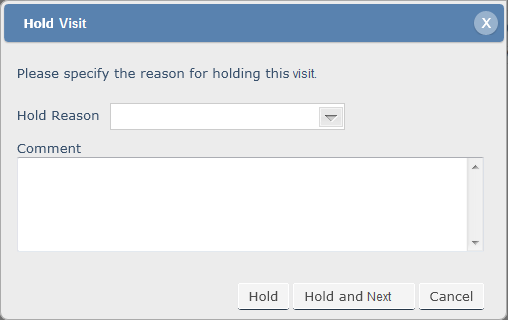 Hold Visit
X
Please specify the reason for holding this visit.
Hold Reason
Comment
Hold
Hold and Next
Cancel